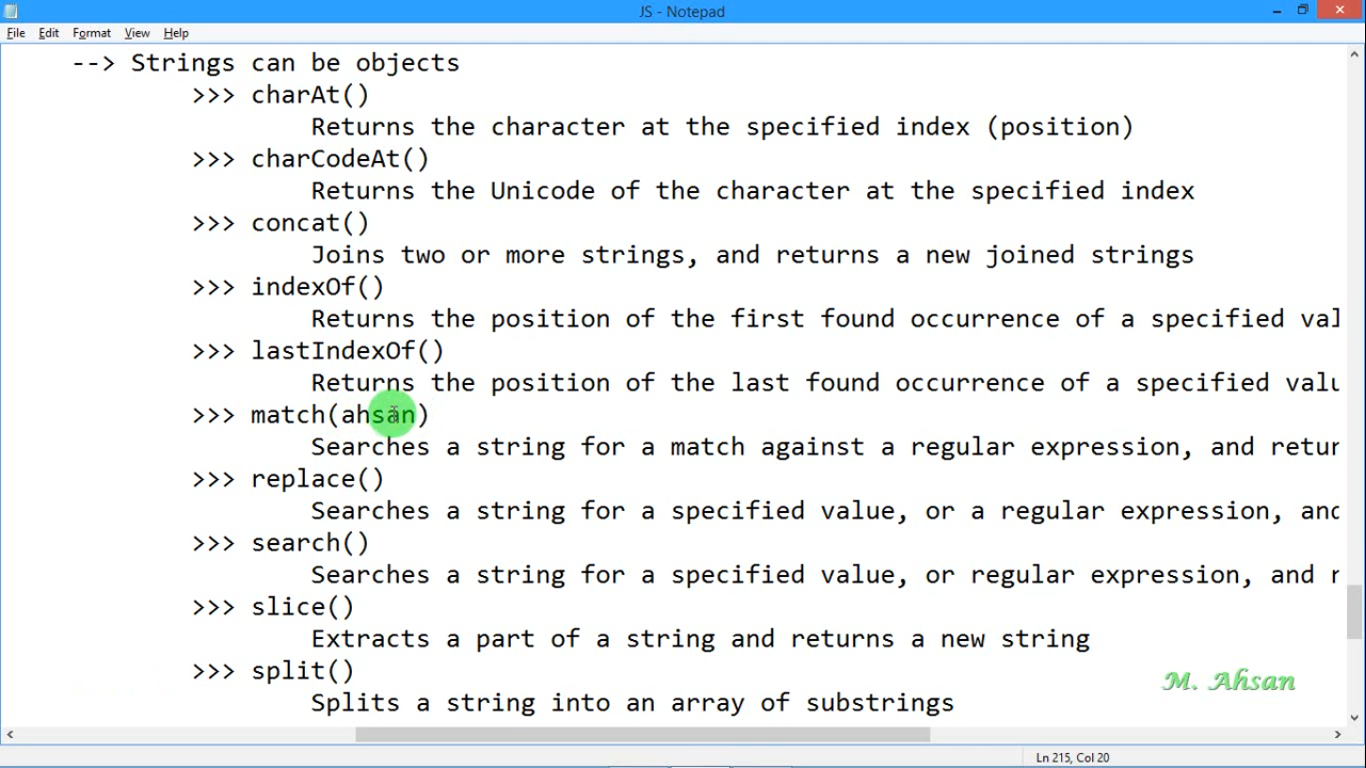 JS - Notepad
File Edit Format View Help
--> Strings can be objects
>>> charAt()
Returns the character at the specified index (position)
>>> charCodeAt()
Returns the Unicode of the character at the specified index
>>> concat()
Joins two or more strings, and returns a new joined strings
>>> indexOf()
Returns the position of the first found occurrence of a specified
>>> lastIndexOf()
Returns the position of the last found occurrence of a specified
>>> match(ahsan)
Searches a string for a match against a regular expression, and
>>> replace()
Searches a string for a specified value, or a regular expression,
>>> search()
Searches a string for a specified value, or regular expression, and
>>> slice()
Extracts a part of a string and returns a new string
>>> split()
Splits a string into an array of substrings
M. Ahsan
Ln 215, Col 20